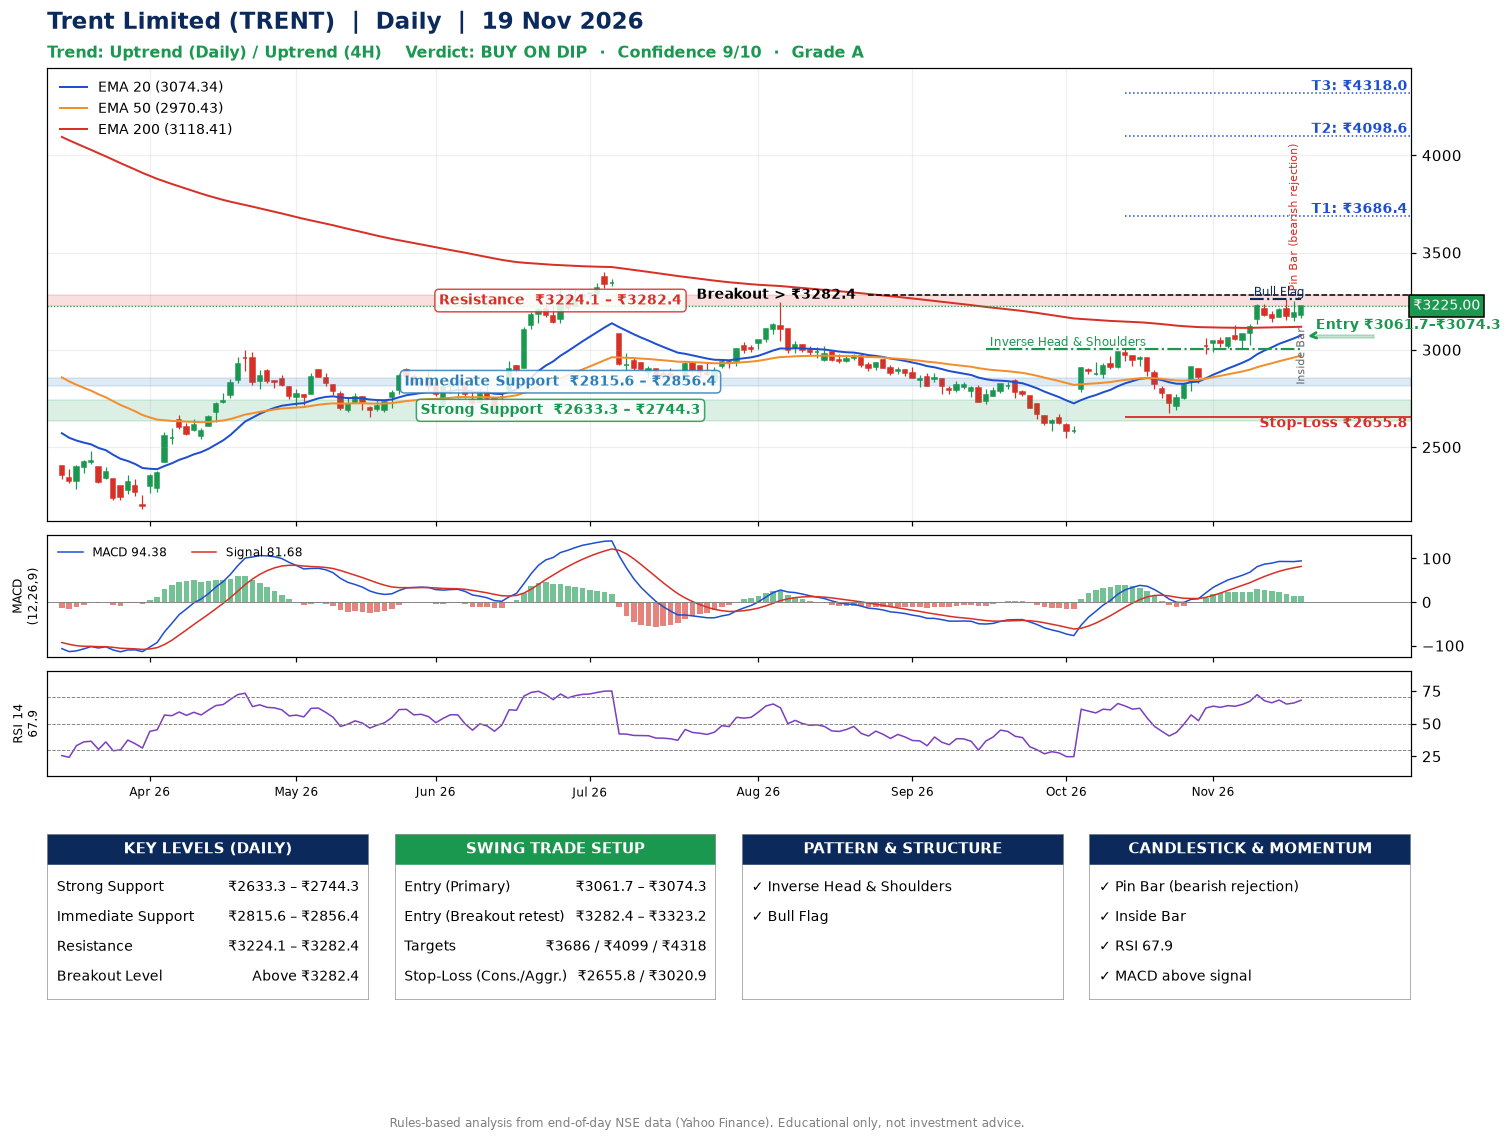 Trent Limited (TRENT)  |  Daily  |  19 Nov 2026
Trend: Uptrend (Daily) / Uptrend (4H)    Verdict: BUY ON DIP  ·  Confidence 9/10  ·  Grade A
EMA 20 (3074.34)
EMA 50 (2970.43)
EMA 200 (3118.41)
T3: ₹4318.0
T2: ₹4098.6
T1: ₹3686.4
Pin Bar (bearish rejection)
Resistance  ₹3224.1 – ₹3282.4
Breakout > ₹3282.4
Bull Flag
₹3225.00
Entry ₹3061.7–₹3074.3
Inverse Head & Shoulders
Inside Bar
Immediate Support  ₹2815.6 – ₹2856.4
Strong Support  ₹2633.3 – ₹2744.3
Stop-Loss ₹2655.8
4000
3500
3000
2500
MACD 94.38
Signal 81.68
MACD
(12,26,9)
100
0
−100
RSI 14
67.9
75
50
25
Apr 26
May 26
Jun 26
Jul 26
Aug 26
Sep 26
Oct 26
Nov 26
KEY LEVELS (DAILY)
Strong Support ₹2633.3 – ₹2744.3
Immediate Support ₹2815.6 – ₹2856.4
Resistance ₹3224.1 – ₹3282.4
Breakout Level Above ₹3282.4
SWING TRADE SETUP
Entry (Primary) ₹3061.7 – ₹3074.3
Entry (Breakout retest) ₹3282.4 – ₹3323.2
Targets ₹3686 / ₹4099 / ₹4318
Stop-Loss (Cons./Aggr.) ₹2655.8 / ₹3020.9
PATTERN & STRUCTURE
✓ Inverse Head & Shoulders
✓ Bull Flag
CANDLESTICK & MOMENTUM
✓ Pin Bar (bearish rejection)
✓ Inside Bar
✓ RSI 67.9
✓ MACD above signal
Rules-based analysis from end-of-day NSE data (Yahoo Finance). Educational only, not investment advice.